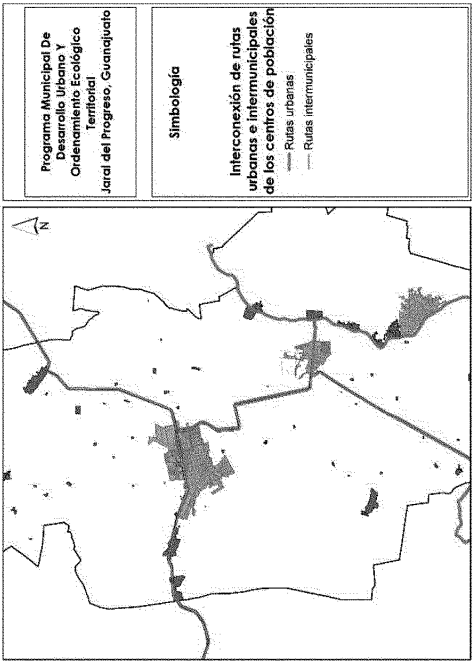 Programa Municipal De
Desarrollo Urbano Y
Ordenamiento Ecológico
Territorial
Jaral del Progreso, Guanajuato
Simbología
Interconexión de rutas
urbanas e intermunicipales
de los centros de población
Rutas urbanas
Rutas intermunicipales
N